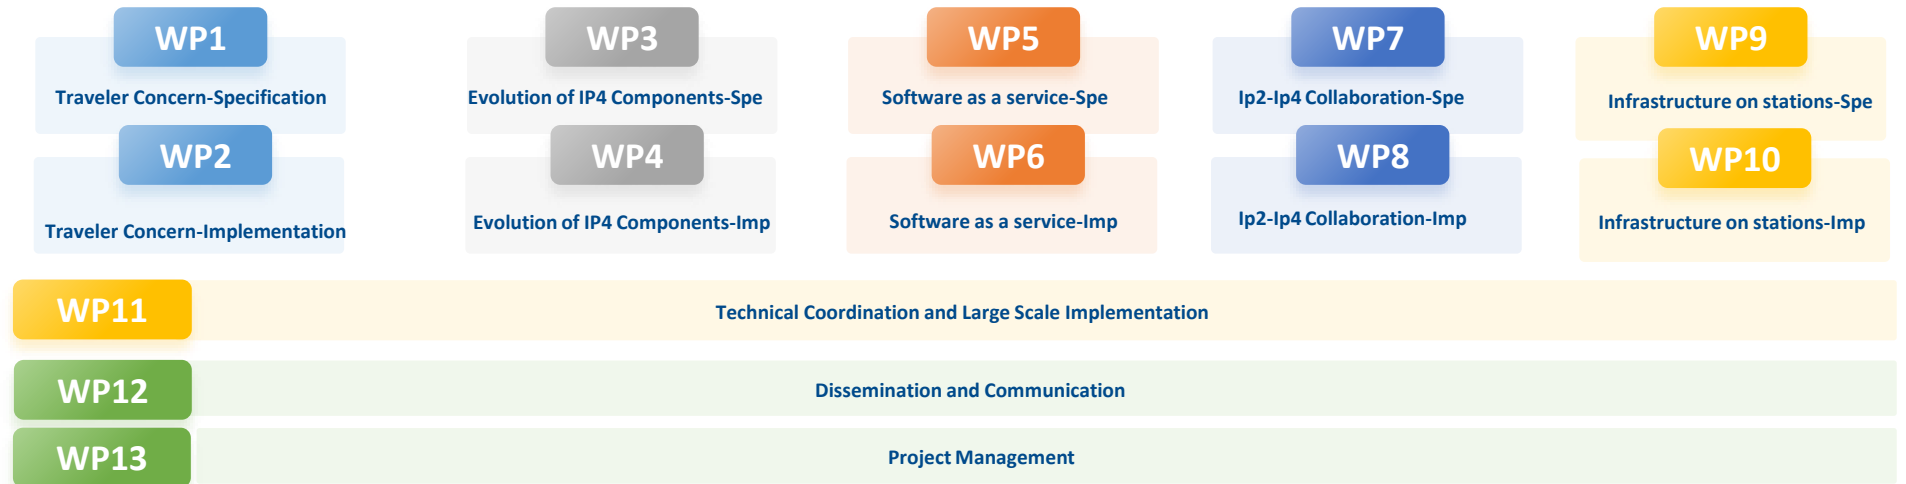 WP1
WP3
WP5
WP7
WP9
Traveler Concern-Specification
Evolution of IP4 Components-Spe
Software as a service-Spe
Ip2-Ip4 Collaboration-Spe
Infrastructure on stations-Spe
WP2
WP4
WP6
WP8
WP10
Traveler Concern-Implementation
Evolution of IP4 Components-Imp
Software as a service-Imp
Ip2-Ip4 Collaboration-Imp
Infrastructure on stations-Imp
WP11
Technical Coordination and Large Scale Implementation
WP12
Dissemination and Communication
WP13
Project Management